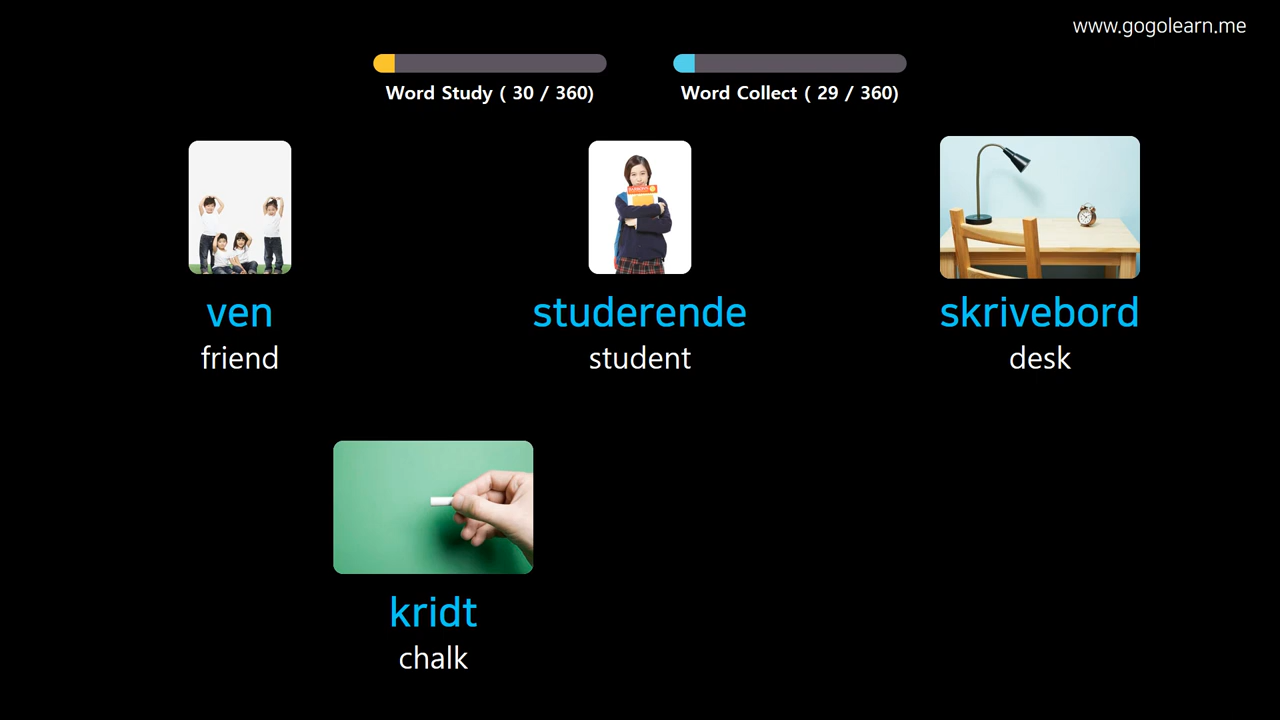 www.gogolearn.me
Word Study ( 30 / 360)
Word Collect ( 29 / 360)
ven
friend
studerende
student
skrivebord
desk
kridt
chalk